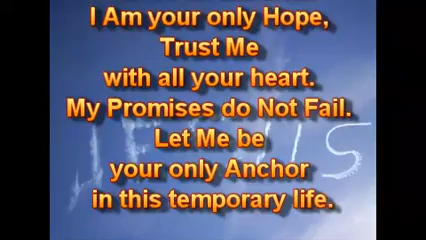 I Am your only Hope,
Trust Me
with all your heart.
My Promises do Not Fail.
Let Me be
your only Anchor
in this temporary life.
JESUS